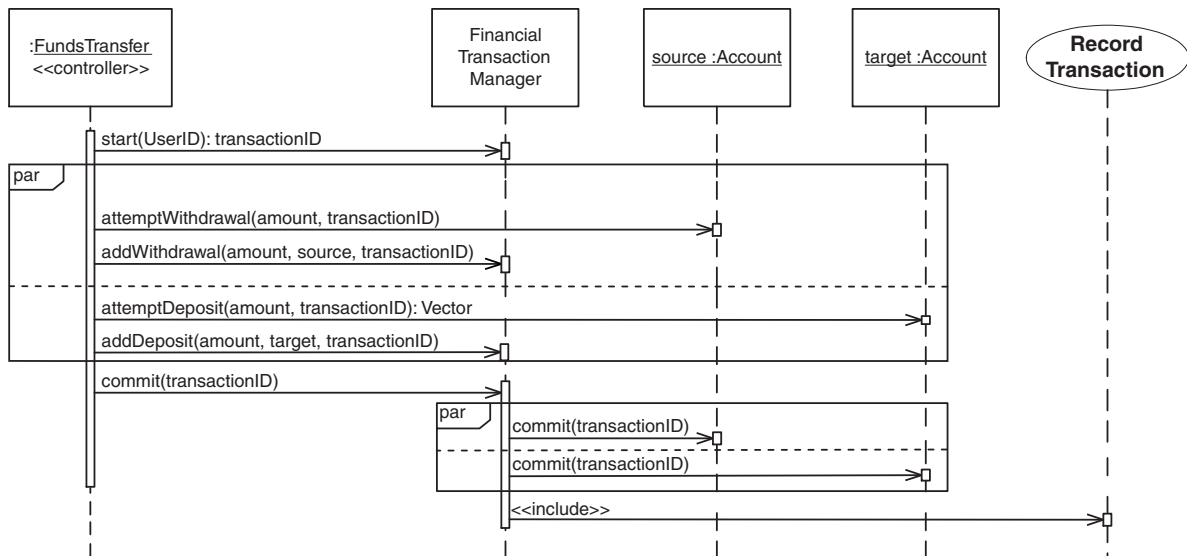 :FundsTransfer
<<controller>>
Financial
Transaction
Manager
source :Account
target :Account
Record
Transaction
start(UserID): transactionID
par
attemptWithdrawal(amount, transactionID)
addWithdrawal(amount, source, transactionID)
attemptDeposit(amount, transactionID): Vector
addDeposit(amount, target, transactionID)
commit(transactionID)
par
commit(transactionID)
commit(transactionID)
<<include>>